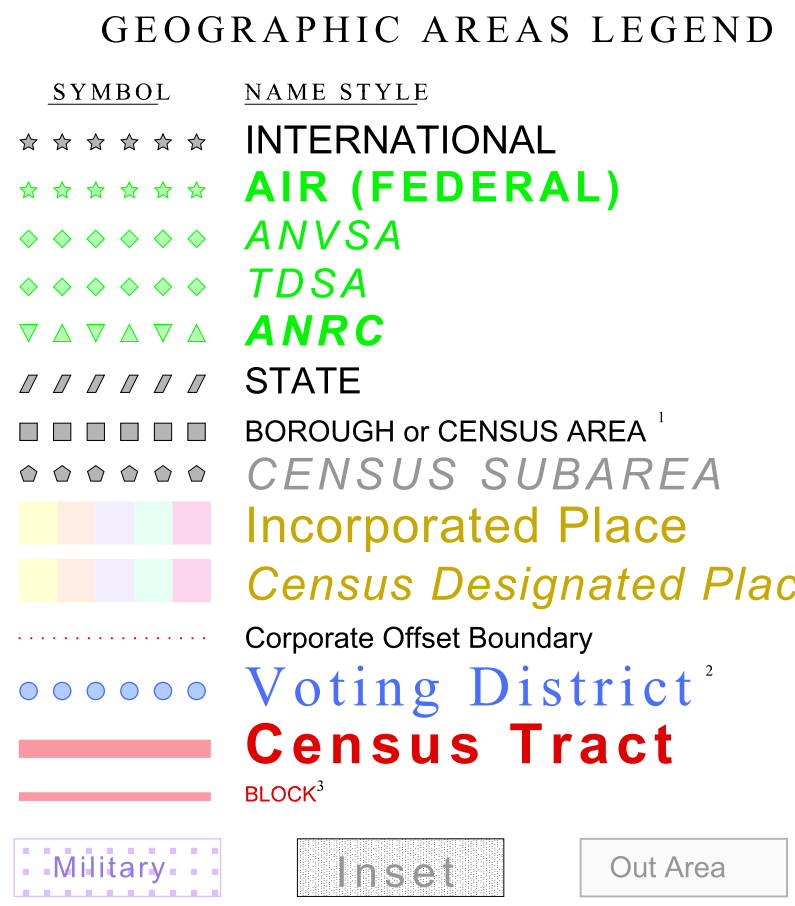 GEOGRAPHIC AREAS LEGEND
SYMBOL NAME STYLE
INTERNATIONAL
AIR (FEDERAL)
ANVSA
TDSA
ANRC
STATE
BOROUGH or CENSUS AREA 1
CENSUS SUBAREA
Incorporated Place
Census Designated Plac
Corporate Offset Boundary
Voting District 2
Census Tract
BLOCK3
Military Inset Out Area